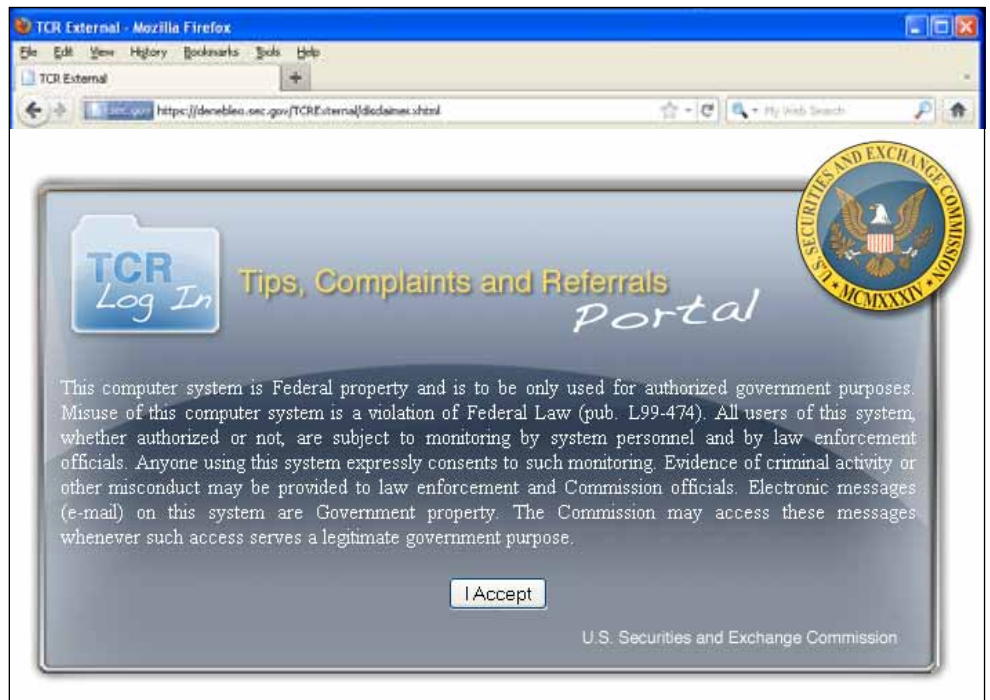 TCR External - Mozilla Firefox
File Edit View History Bookmarks Tools Help
TCR External
sec.gov https://denebleo.sec.gov/TCRExternal/disclaimer.xhtml My Web Search
U.S. SECURITIES AND EXCHANGE COMMISSION
MCMXXXIV
TCR
Log In
Tips, Complaints and Referrals
Portal
This computer system is Federal property and is to be only used for authorized government purposes.
Misuse of this computer system is a violation of Federal Law (pub. L99-474). All users of this system,
whether authorized or not, are subject to monitoring by system personnel and by law enforcement
officials. Anyone using this system expressly consents to such monitoring. Evidence of criminal activity or
other misconduct may be provided to law enforcement and Commission officials. Electronic messages
(e-mail) on this system are Government property. The Commission may access these messages
whenever such access serves a legitimate government purpose.
I Accept
U.S. Securities and Exchange Commission